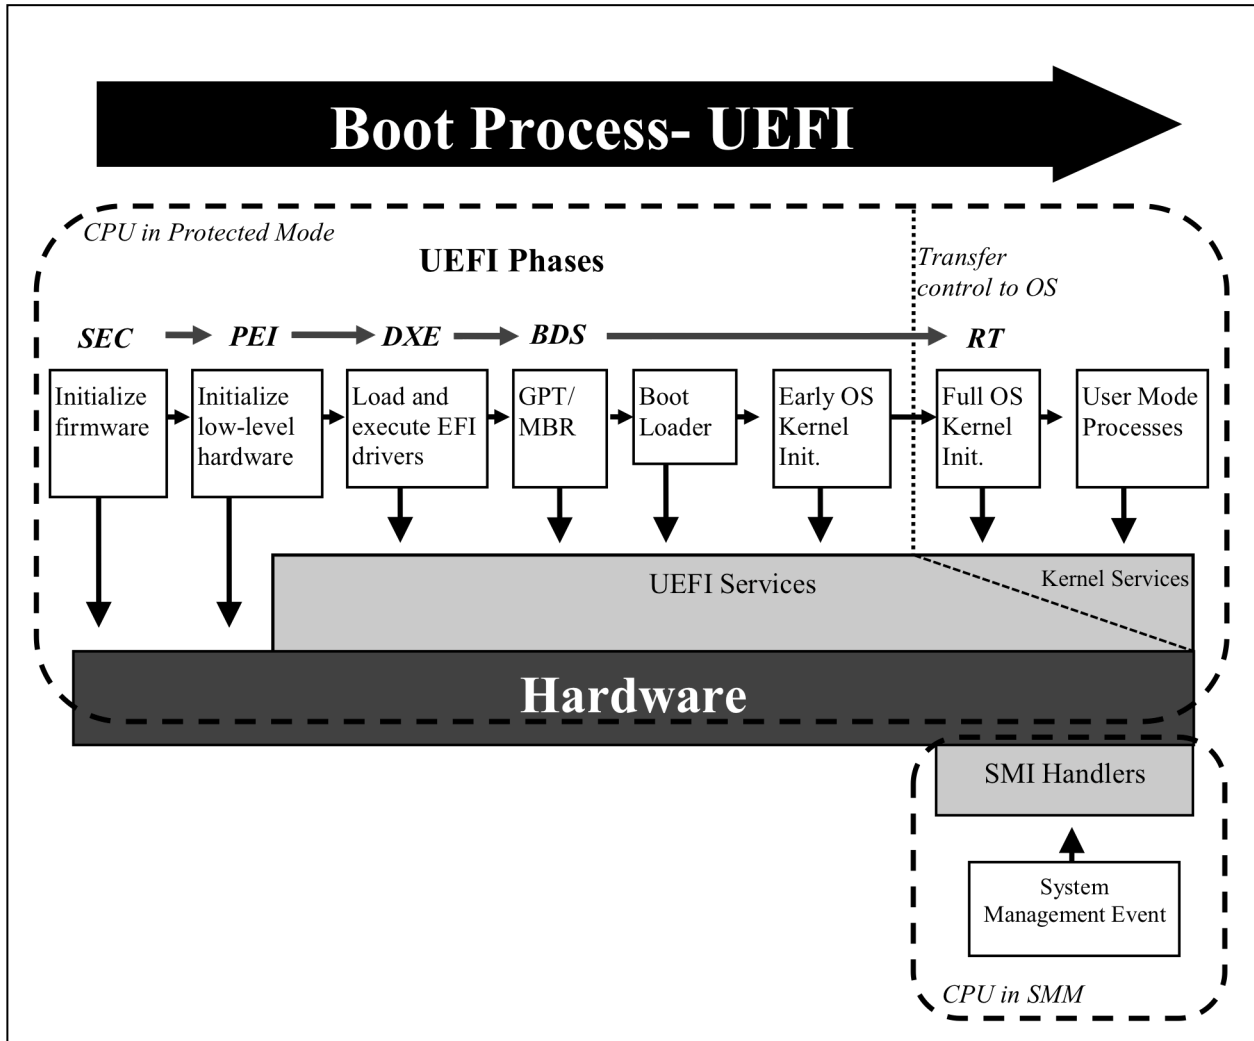 Boot Process- UEFI
CPU in Protected Mode
UEFI Phases
Transfer
control to OS
SEC
PEI
DXE
BDS
RT
Initialize
firmware
Initialize
low-level
hardware
Load and
execute EFI
drivers
GPT/
MBR
Boot
Loader
Early OS
Kernel
Init.
Full OS
Kernel
Init.
User Mode
Processes
UEFI Services
Kernel Services
Hardware
SMI Handlers
System
Management Event
CPU in SMM